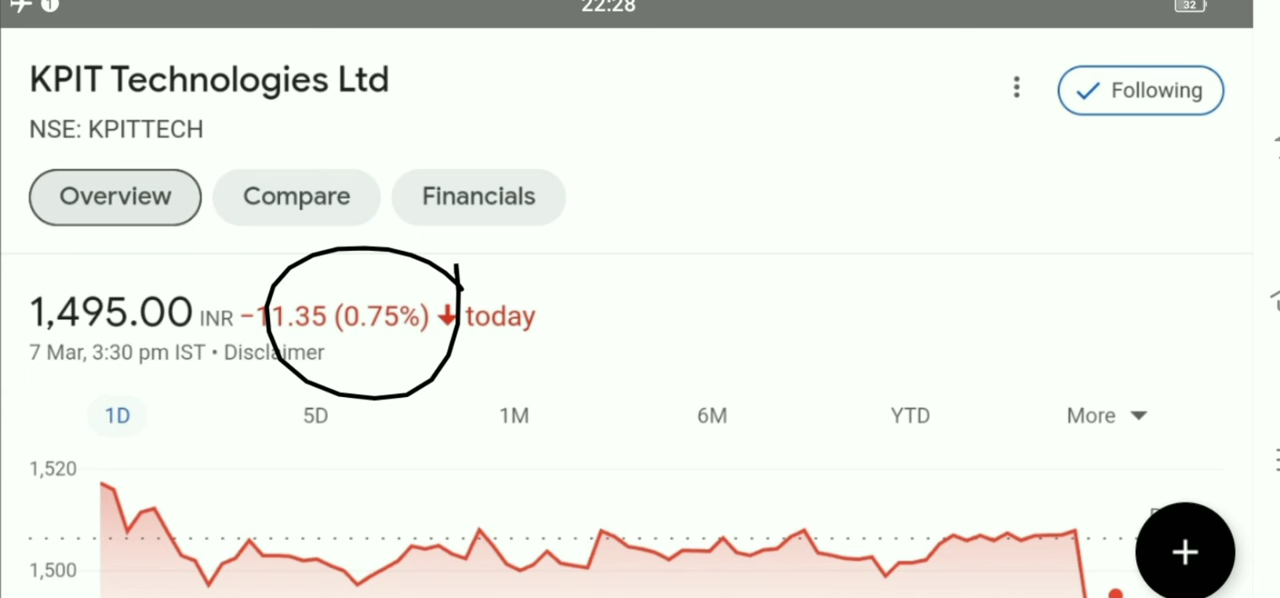 22:28
32
KPIT Technologies Ltd
Following
NSE: KPITTECH
Overview
Compare
Financials
1,495.00 INR −11.35 (0.75%) ↓ today
7 Mar, 3:30 pm IST • Disclaimer
1D
5D
1M
6M
YTD
More
1,520
1,500